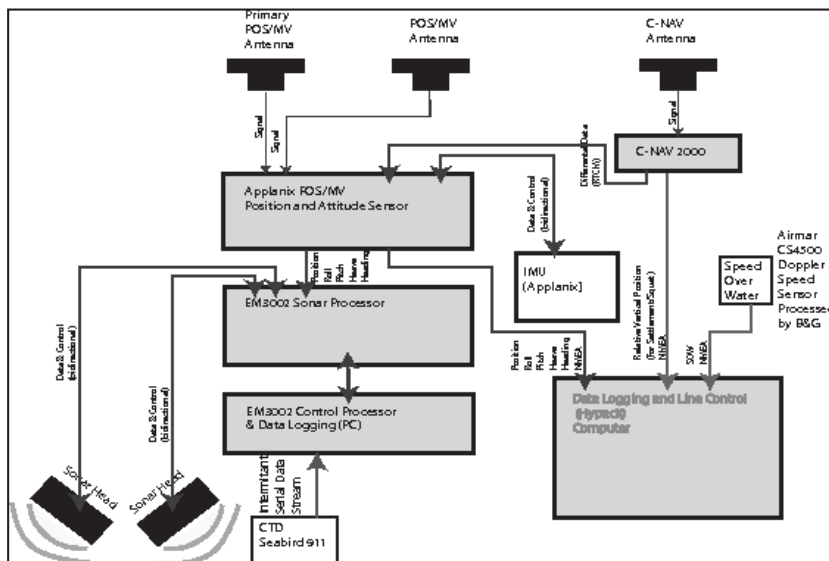 Primary
POS/MV
Antenna
POS/MV
Antenna
C-NAV
Antenna
Signal
Signal
Signal
C-NAV 2000
Differential Data
(RTCM)
Applanix POS/MV
Position and Attitude Sensor
Data & Control
(bidirectional)
Position
Roll
Pitch
Heave
Heading
IMU
(Applanix)
Speed
Over
Water
Airmar
CS4500
Doppler
Speed
Sensor
Processed
by B&G
EM3002 Sonar Processor
Data & Control
(bidirectional)
Data & Control
(bidirectional)
Position
Roll
Pitch
Heave
Heading
NMEA
Relative Vertical Position
(for Settlement/Squat)
NMEA
SOW
NMEA
EM3002 Control Processor
& Data Logging (PC)
Data Logging and Line Control
(Hypack)
Computer
Intermitant
Serial Data
Stream
Sonar Head
Sonar Head
CTD
Seabird 911